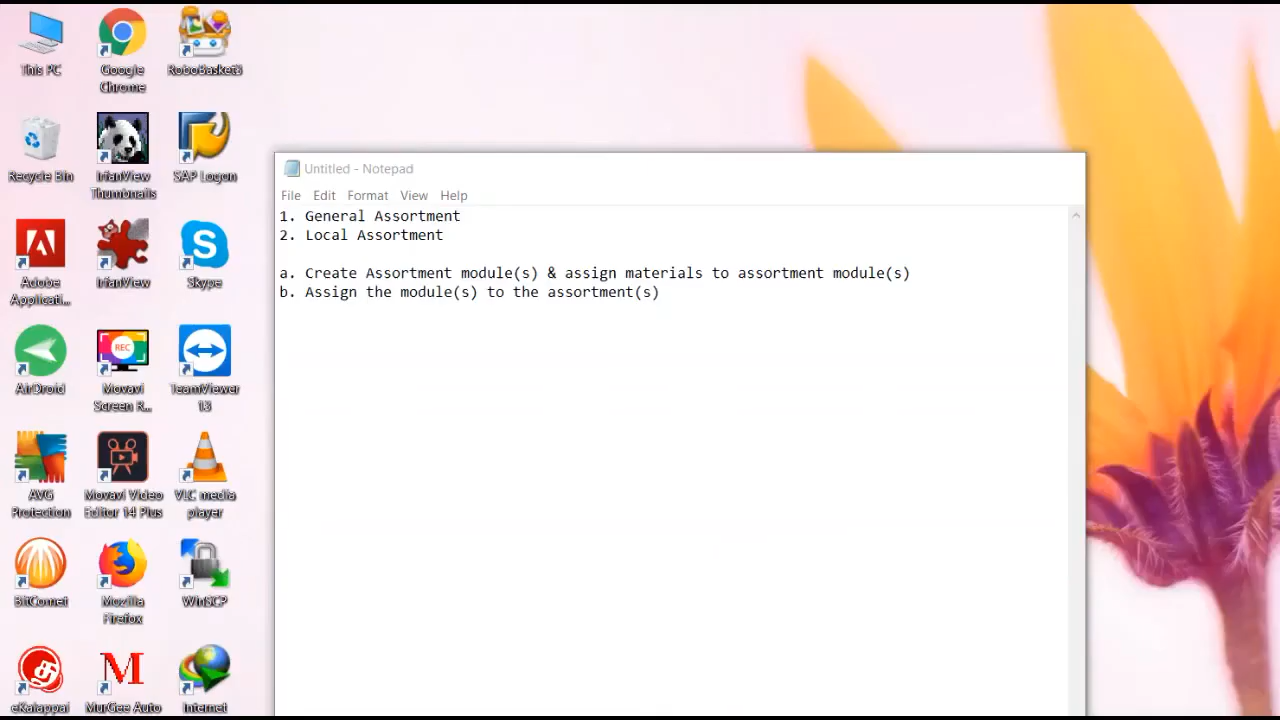 This PC
Google
Chrome
RoboBasket3
Recycle Bin
IrfanView
Thumbnails
SAP Logon
Adobe
Applicati...
IrfanView
Skype
AirDroid
Movavi
Screen R...
REC
TeamViewer
13
AVG
Protection
Movavi Video
Editor 14 Plus
VLC media
player
BitComet
Mozilla
Firefox
WinSCP
eKalappai
MurGee Auto
Internet
Untitled - Notepad
File Edit Format View Help
1. General Assortment
2. Local Assortment
a. Create Assortment module(s) & assign materials to assortment module(s)
b. Assign the module(s) to the assortment(s)